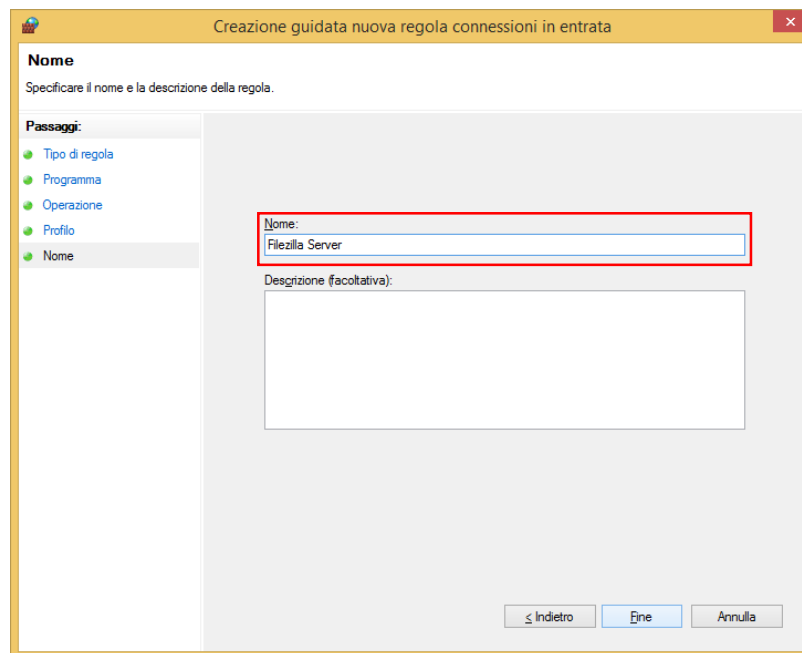 Creazione guidata nuova regola connessioni in entrata
Nome
Specificare il nome e la descrizione della regola.
Passaggi:
Tipo di regola
Programma
Operazione
Profilo
Nome
Nome:
Filezilla Server
Descrizione (facoltativa):
< Indietro
Fine
Annulla